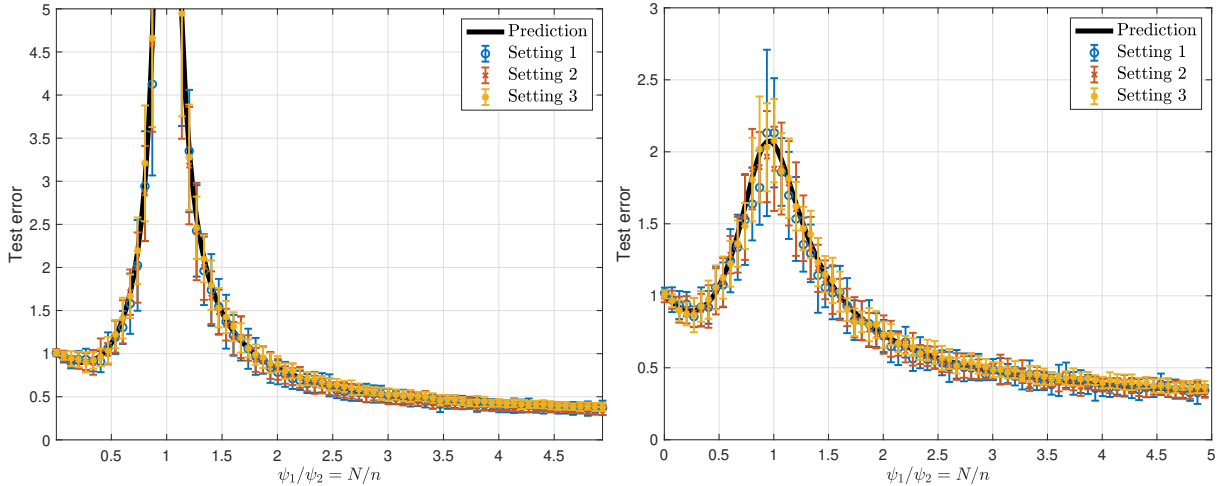 5
4.5
4
3.5
3
2.5
2
1.5
1
0.5
0
Test error
0.5 1 1.5 2 2.5 3 3.5 4 4.5
ψ₁/ψ₂ = N/n
Prediction
Setting 1
Setting 2
Setting 3
3
2.5
2
1.5
1
0.5
0
Test error
0 0.5 1 1.5 2 2.5 3 3.5 4 4.5 5
ψ₁/ψ₂ = N/n
Prediction
Setting 1
Setting 2
Setting 3